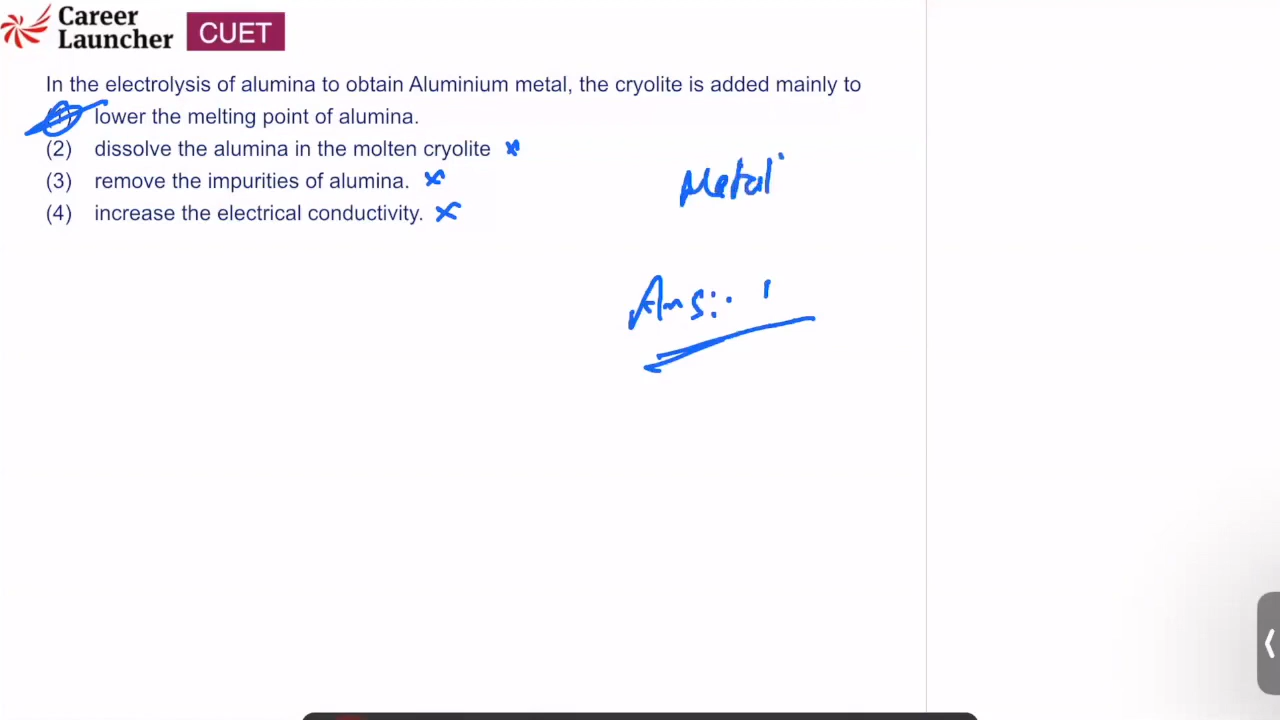 Career
Launcher
CUET
In the electrolysis of alumina to obtain Aluminium metal, the cryolite is added mainly to
(1) lower the melting point of alumina.
(2) dissolve the alumina in the molten cryolite
(3) remove the impurities of alumina.
(4) increase the electrical conductivity.
Metal
Ans:. 1